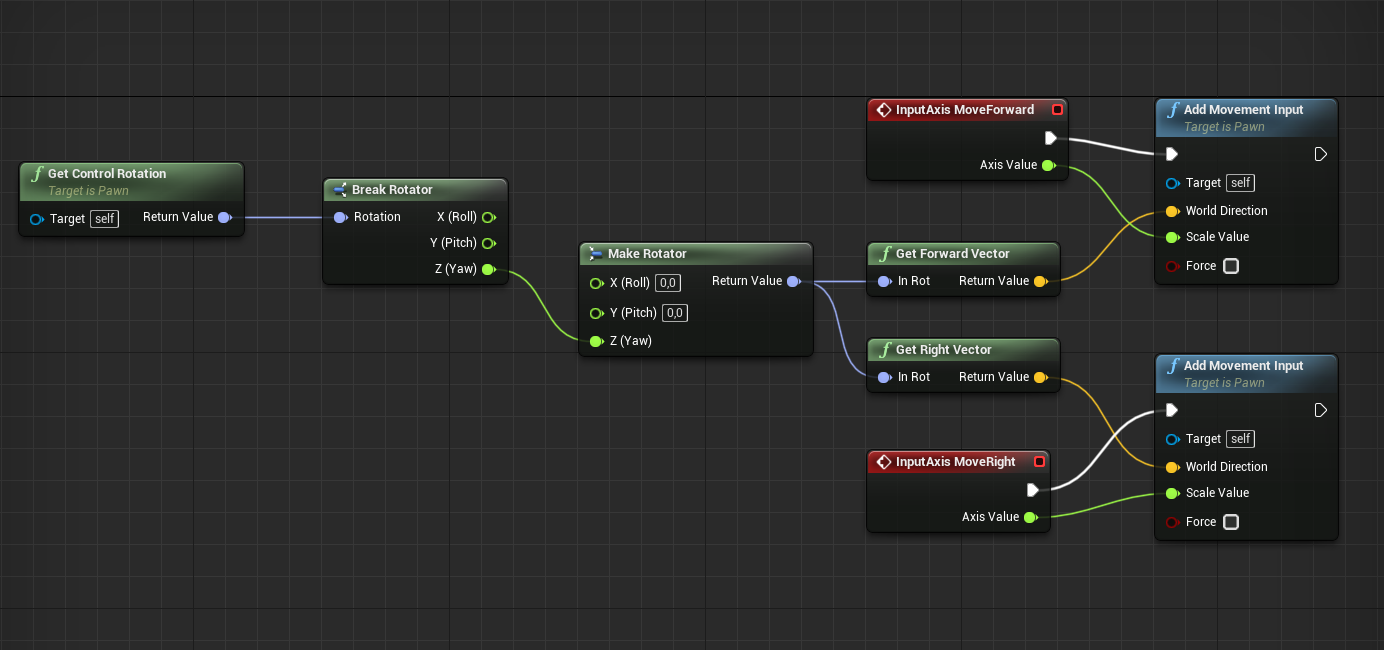 Get Control Rotation
Target is Pawn
Target self Return Value
Break Rotator
Rotation X (Roll)
Y (Pitch)
Z (Yaw)
Make Rotator
X (Roll) 0,0 Return Value
Y (Pitch) 0,0
Z (Yaw)
InputAxis MoveForward
Axis Value
Get Forward Vector
In Rot Return Value
Get Right Vector
In Rot Return Value
InputAxis MoveRight
Axis Value
Add Movement Input
Target is Pawn
Target self
World Direction
Scale Value
Force
Add Movement Input
Target is Pawn
Target self
World Direction
Scale Value
Force